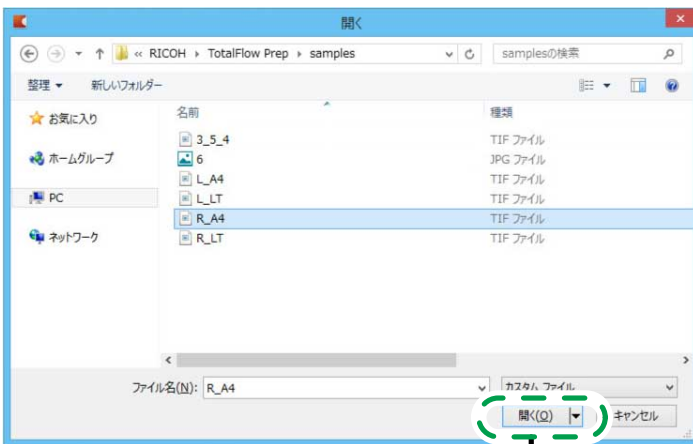 開く
« RICOH ▸ TotalFlow Prep ▸ samples
samplesの検索
整理 ▼ 新しいフォルダー
お気に入り
ホームグループ
PC
ネットワーク
名前 種類
3_5_4 TIF ファイル
6 JPG ファイル
L_A4 TIF ファイル
L_LT TIF ファイル
R_A4 TIF ファイル
R_LT TIF ファイル
ファイル名(N): R_A4 カスタム ファイル
開く(O) キャンセル